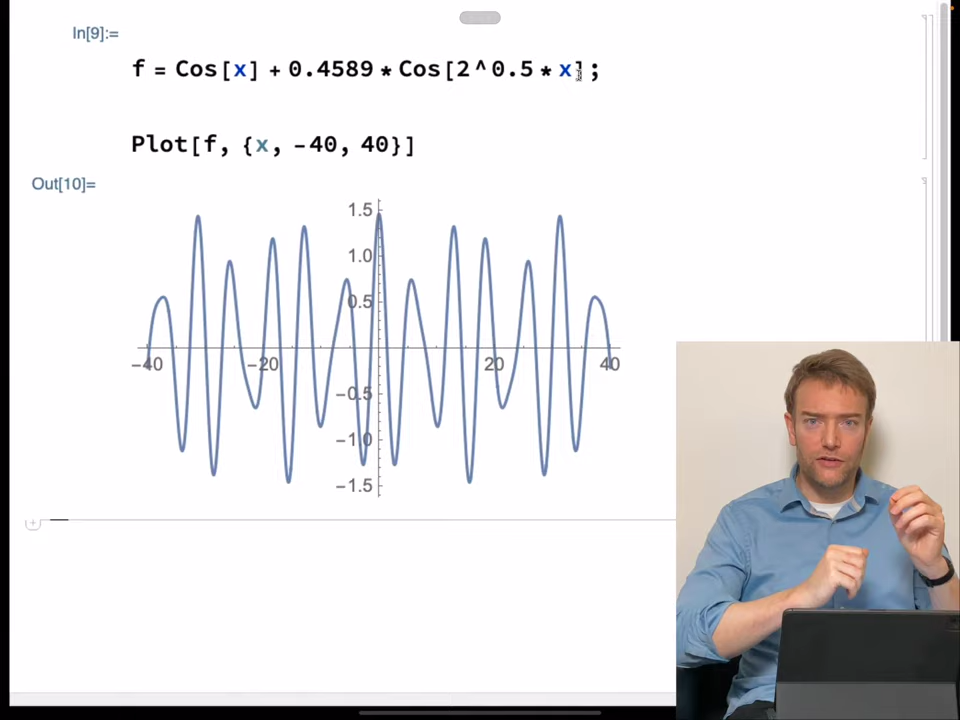 In[9]:=
f = Cos[x] + 0.4589 * Cos[2^0.5 * x];
Plot[f, {x, -40, 40}]
Out[10]=
1.5
1.0
0.5
-40
-20
20
40
-0.5
-1.0
-1.5